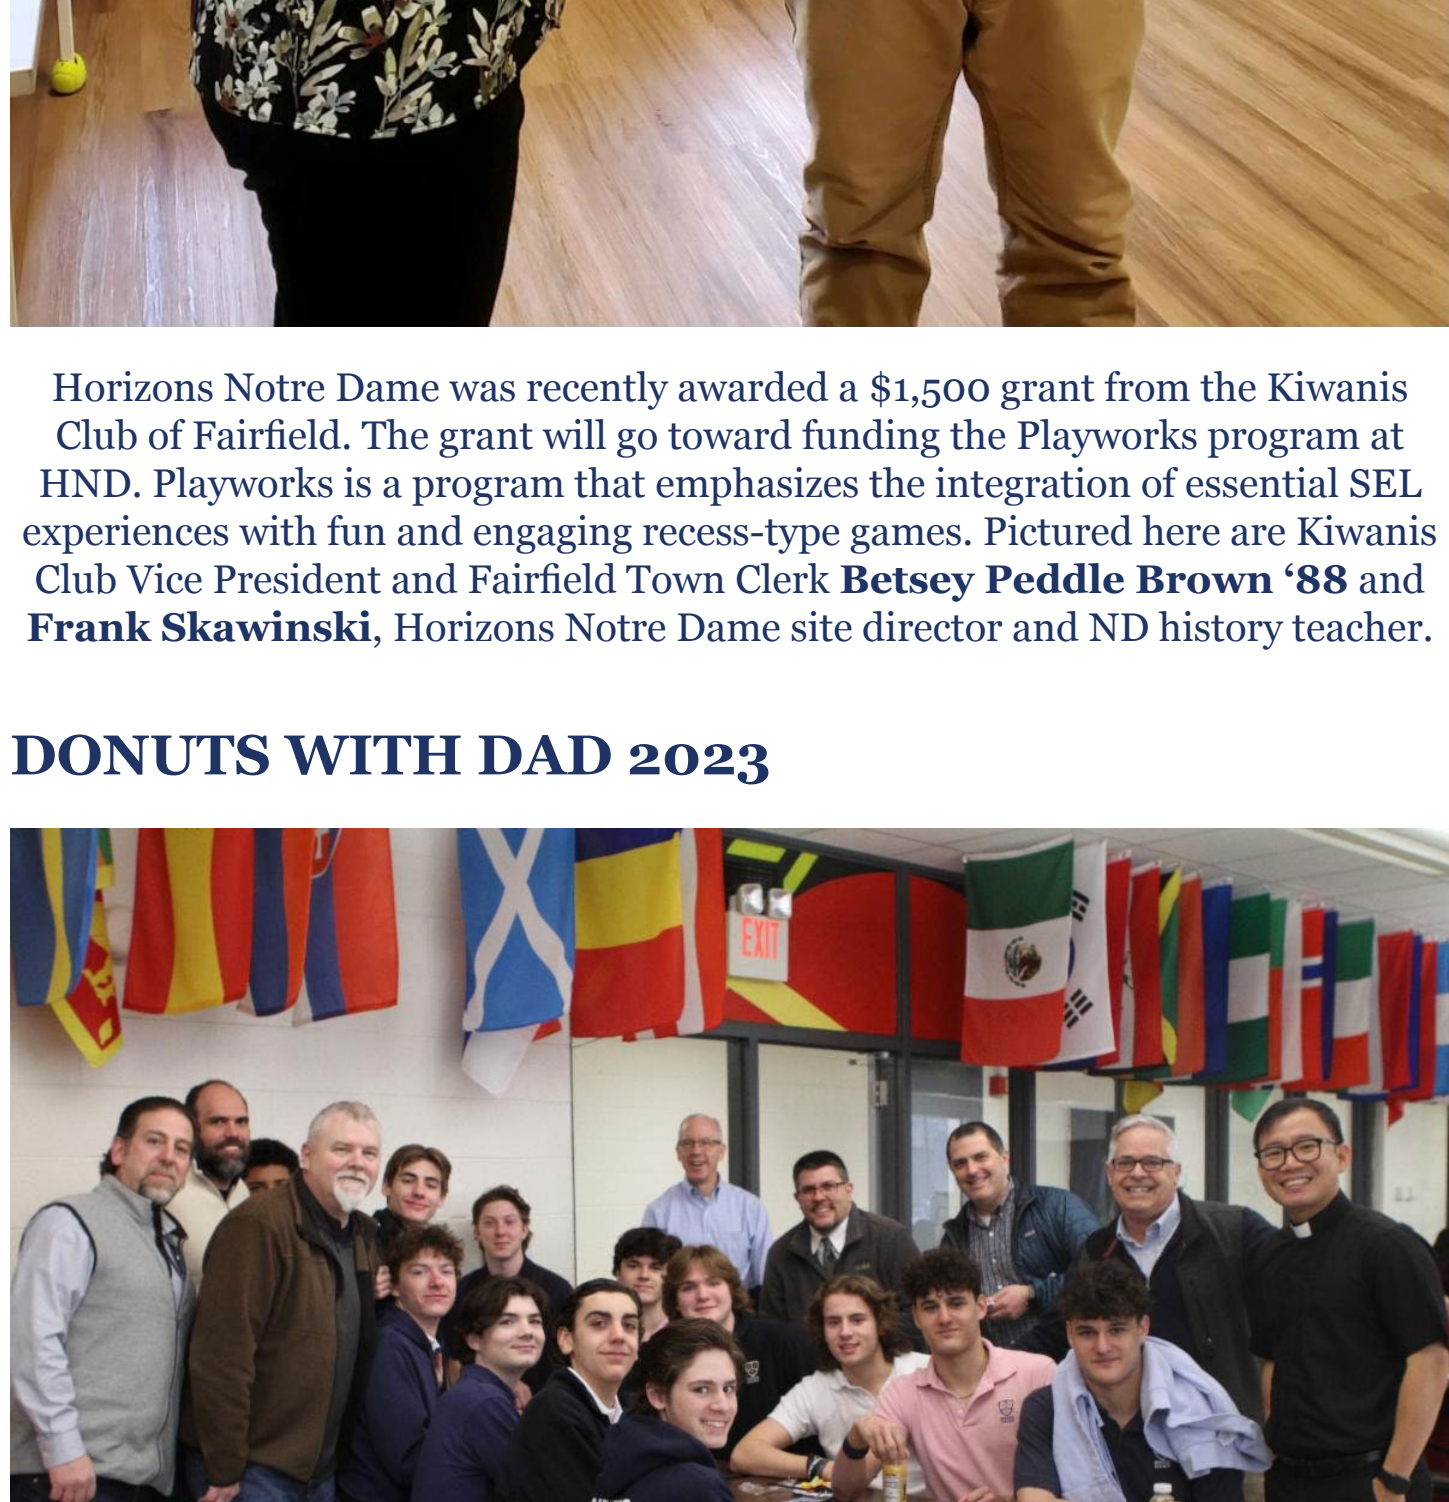 Horizons Notre Dame was recently awarded a $1,500 grant from the Kiwanis
Club of Fairfield. The grant will go toward funding the Playworks program at
HND. Playworks is a program that emphasizes the integration of essential SEL
experiences with fun and engaging recess-type games. Pictured here are Kiwanis
Club Vice President and Fairfield Town Clerk Betsey Peddle Brown ‘88 and
Frank Skawinski, Horizons Notre Dame site director and ND history teacher.
DONUTS WITH DAD 2023
EXIT